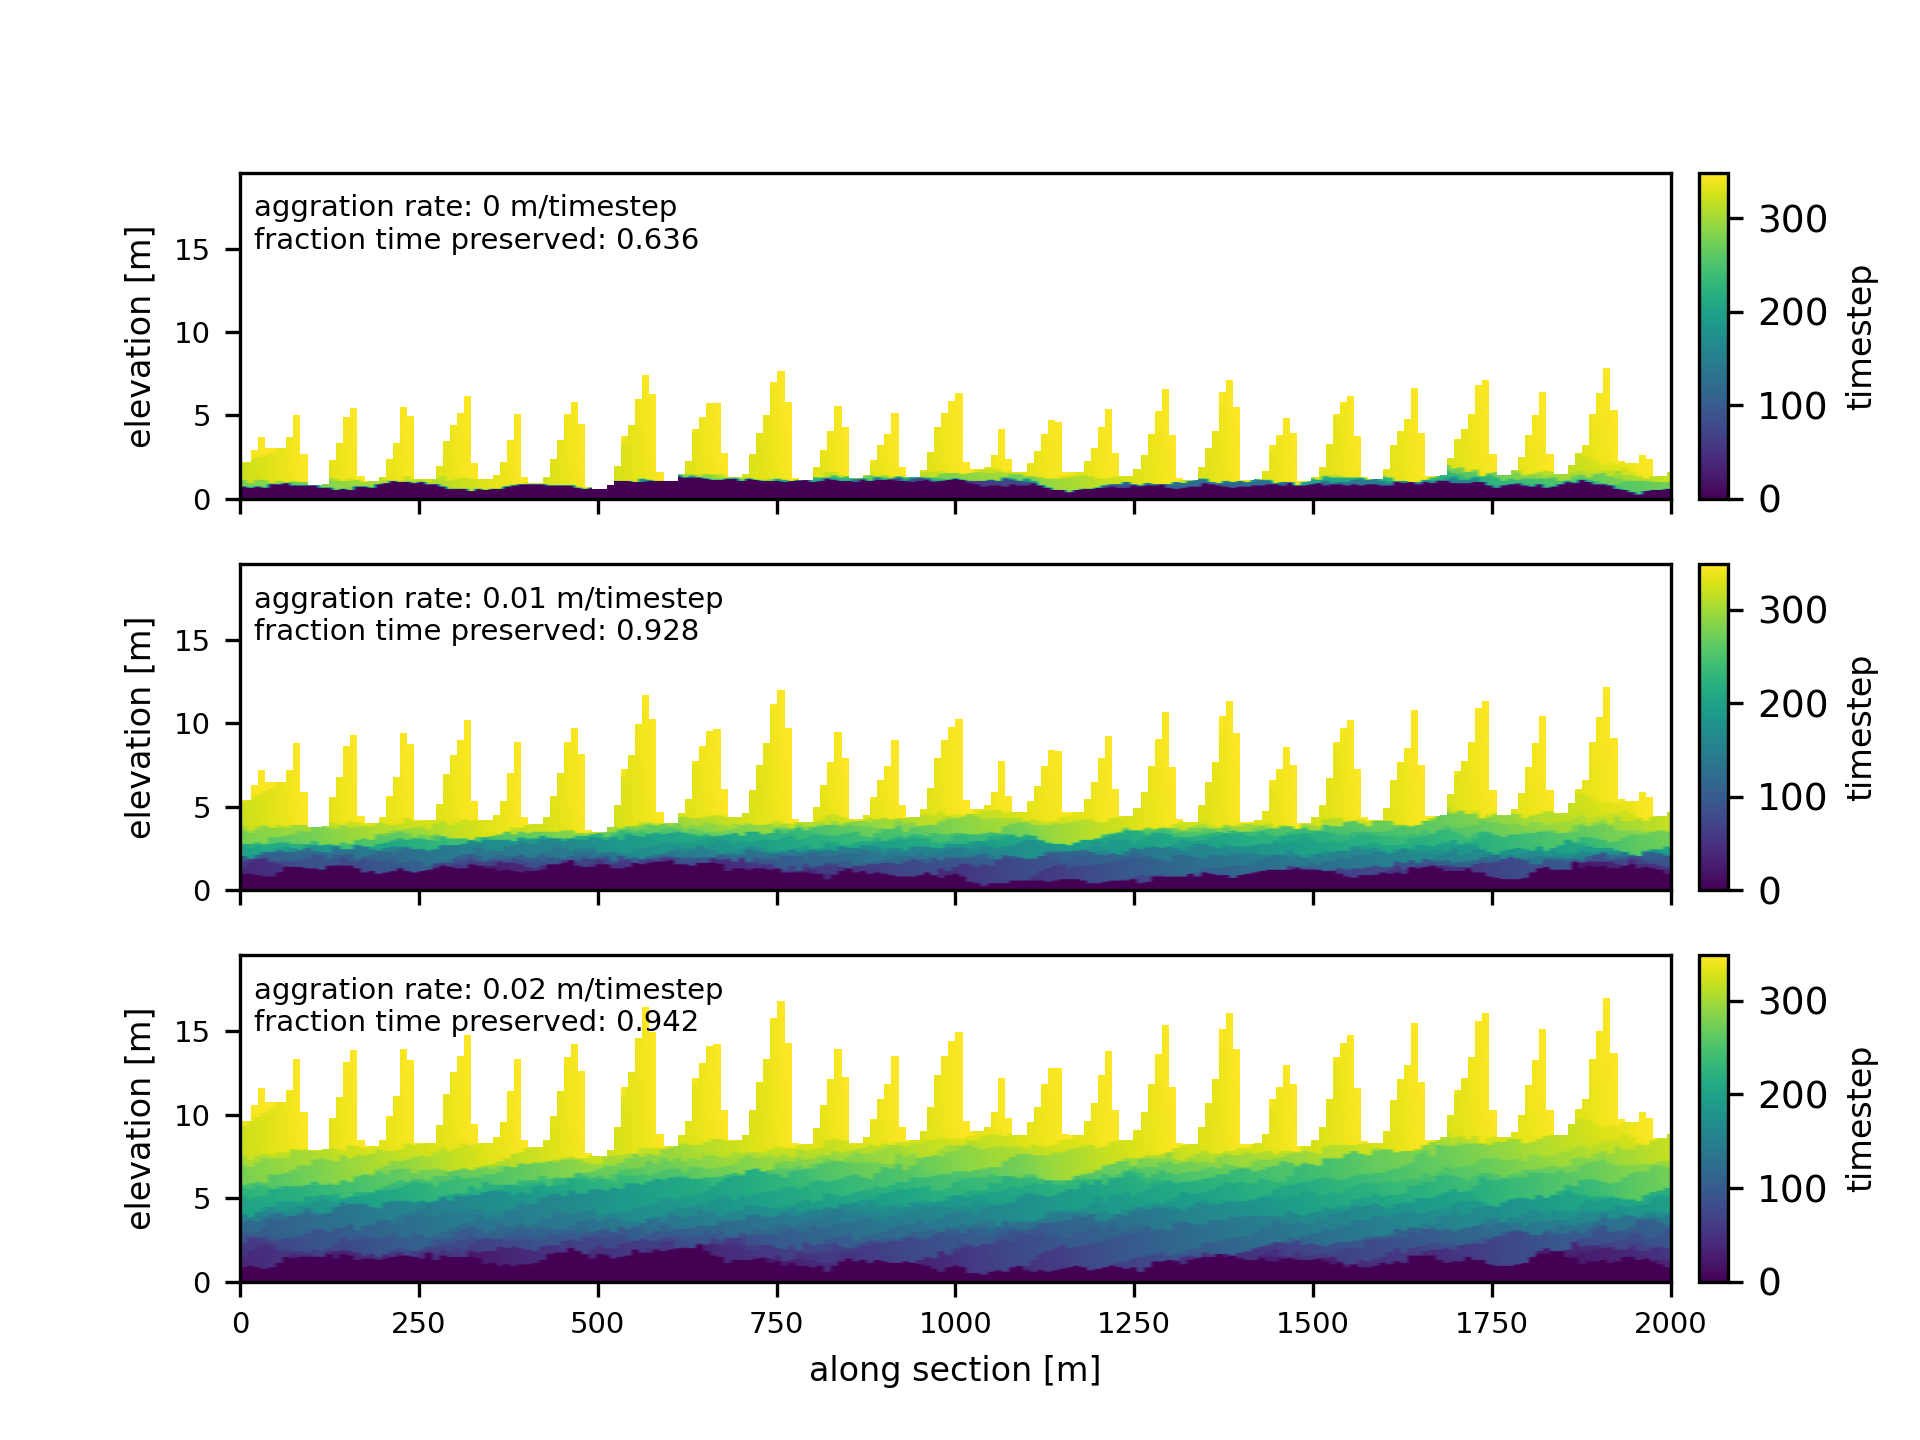 aggration rate: 0 m/timestep
fraction time preserved: 0.636
elevation [m]
15
10
5
0
300
200
100
0
timestep
aggration rate: 0.01 m/timestep
fraction time preserved: 0.928
elevation [m]
15
10
5
0
300
200
100
0
timestep
aggration rate: 0.02 m/timestep
fraction time preserved: 0.942
elevation [m]
15
10
5
0
300
200
100
0
timestep
0 250 500 750 1000 1250 1500 1750 2000
along section [m]